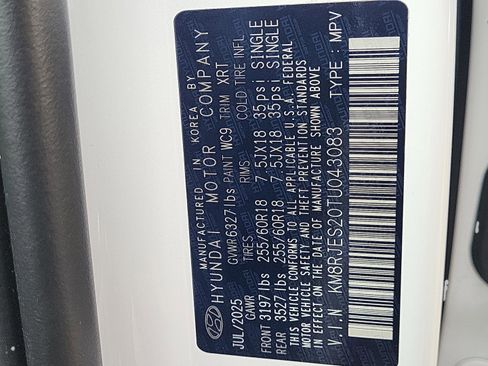 MANUFACTURED IN KOREA BY
HYUNDAI MOTOR COMPANY
JUL/2025 GVWR 6327lbs PAINT WC9 TRIM XRT
GAWR TIRES RIMS COLD TIRE INFL.
FRONT 3197lbs 255/60R18 7.5JX18 35psi SINGLE
REAR 3527lbs 255/60R18 7.5JX18 35psi SINGLE
THIS VEHICLE CONFORMS TO ALL APPLICABLE U.S.A. FEDERAL
MOTOR VEHICLE SAFETY AND THEFT PREVENTION STANDARDS
IN EFFECT ON THE DATE OF MANUFACTURE SHOWN ABOVE
V.I.N: KM8RJES20TU043083 TYPE: MPV